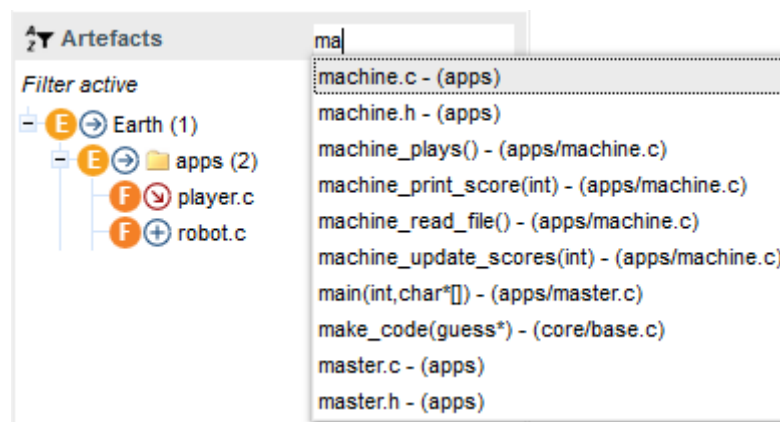 Artefacts
ma
Filter active
E Earth (1)
E apps (2)
F player.c
F robot.c
machine.c - (apps)
machine.h - (apps)
machine_plays() - (apps/machine.c)
machine_print_score(int) - (apps/machine.c)
machine_read_file() - (apps/machine.c)
machine_update_scores(int) - (apps/machine.c)
main(int,char*[]) - (apps/master.c)
make_code(guess*) - (core/base.c)
master.c - (apps)
master.h - (apps)